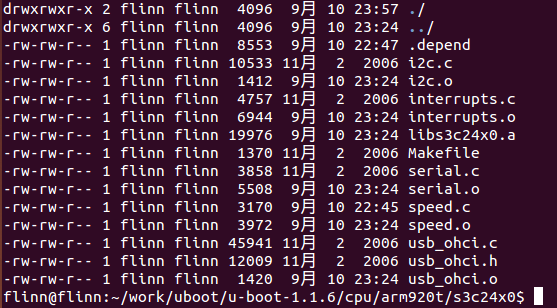 drwxrwxr-x 2 flinn flinn  4096  9月 10 23:57 ./
drwxrwxr-x 6 flinn flinn  4096  9月 10 23:24 ../
-rw-rw-r-- 1 flinn flinn  8553  9月 10 22:47 .depend
-rw-rw-r-- 1 flinn flinn 10533 11月  2  2006 i2c.c
-rw-rw-r-- 1 flinn flinn  1412  9月 10 23:24 i2c.o
-rw-rw-r-- 1 flinn flinn  4757 11月  2  2006 interrupts.c
-rw-rw-r-- 1 flinn flinn  6944  9月 10 23:24 interrupts.o
-rw-rw-r-- 1 flinn flinn 19976  9月 10 23:24 libs3c24x0.a
-rw-rw-r-- 1 flinn flinn  1370 11月  2  2006 Makefile
-rw-rw-r-- 1 flinn flinn  3858 11月  2  2006 serial.c
-rw-rw-r-- 1 flinn flinn  5508  9月 10 23:24 serial.o
-rw-rw-r-- 1 flinn flinn  3170  9月 10 22:45 speed.c
-rw-rw-r-- 1 flinn flinn  3972  9月 10 23:24 speed.o
-rw-rw-r-- 1 flinn flinn 45941 11月  2  2006 usb_ohci.c
-rw-rw-r-- 1 flinn flinn 12009 11月  2  2006 usb_ohci.h
-rw-rw-r-- 1 flinn flinn  1420  9月 10 23:24 usb_ohci.o
flinn@flinn:~/work/uboot/u-boot-1.1.6/cpu/arm920t/s3c24x0$